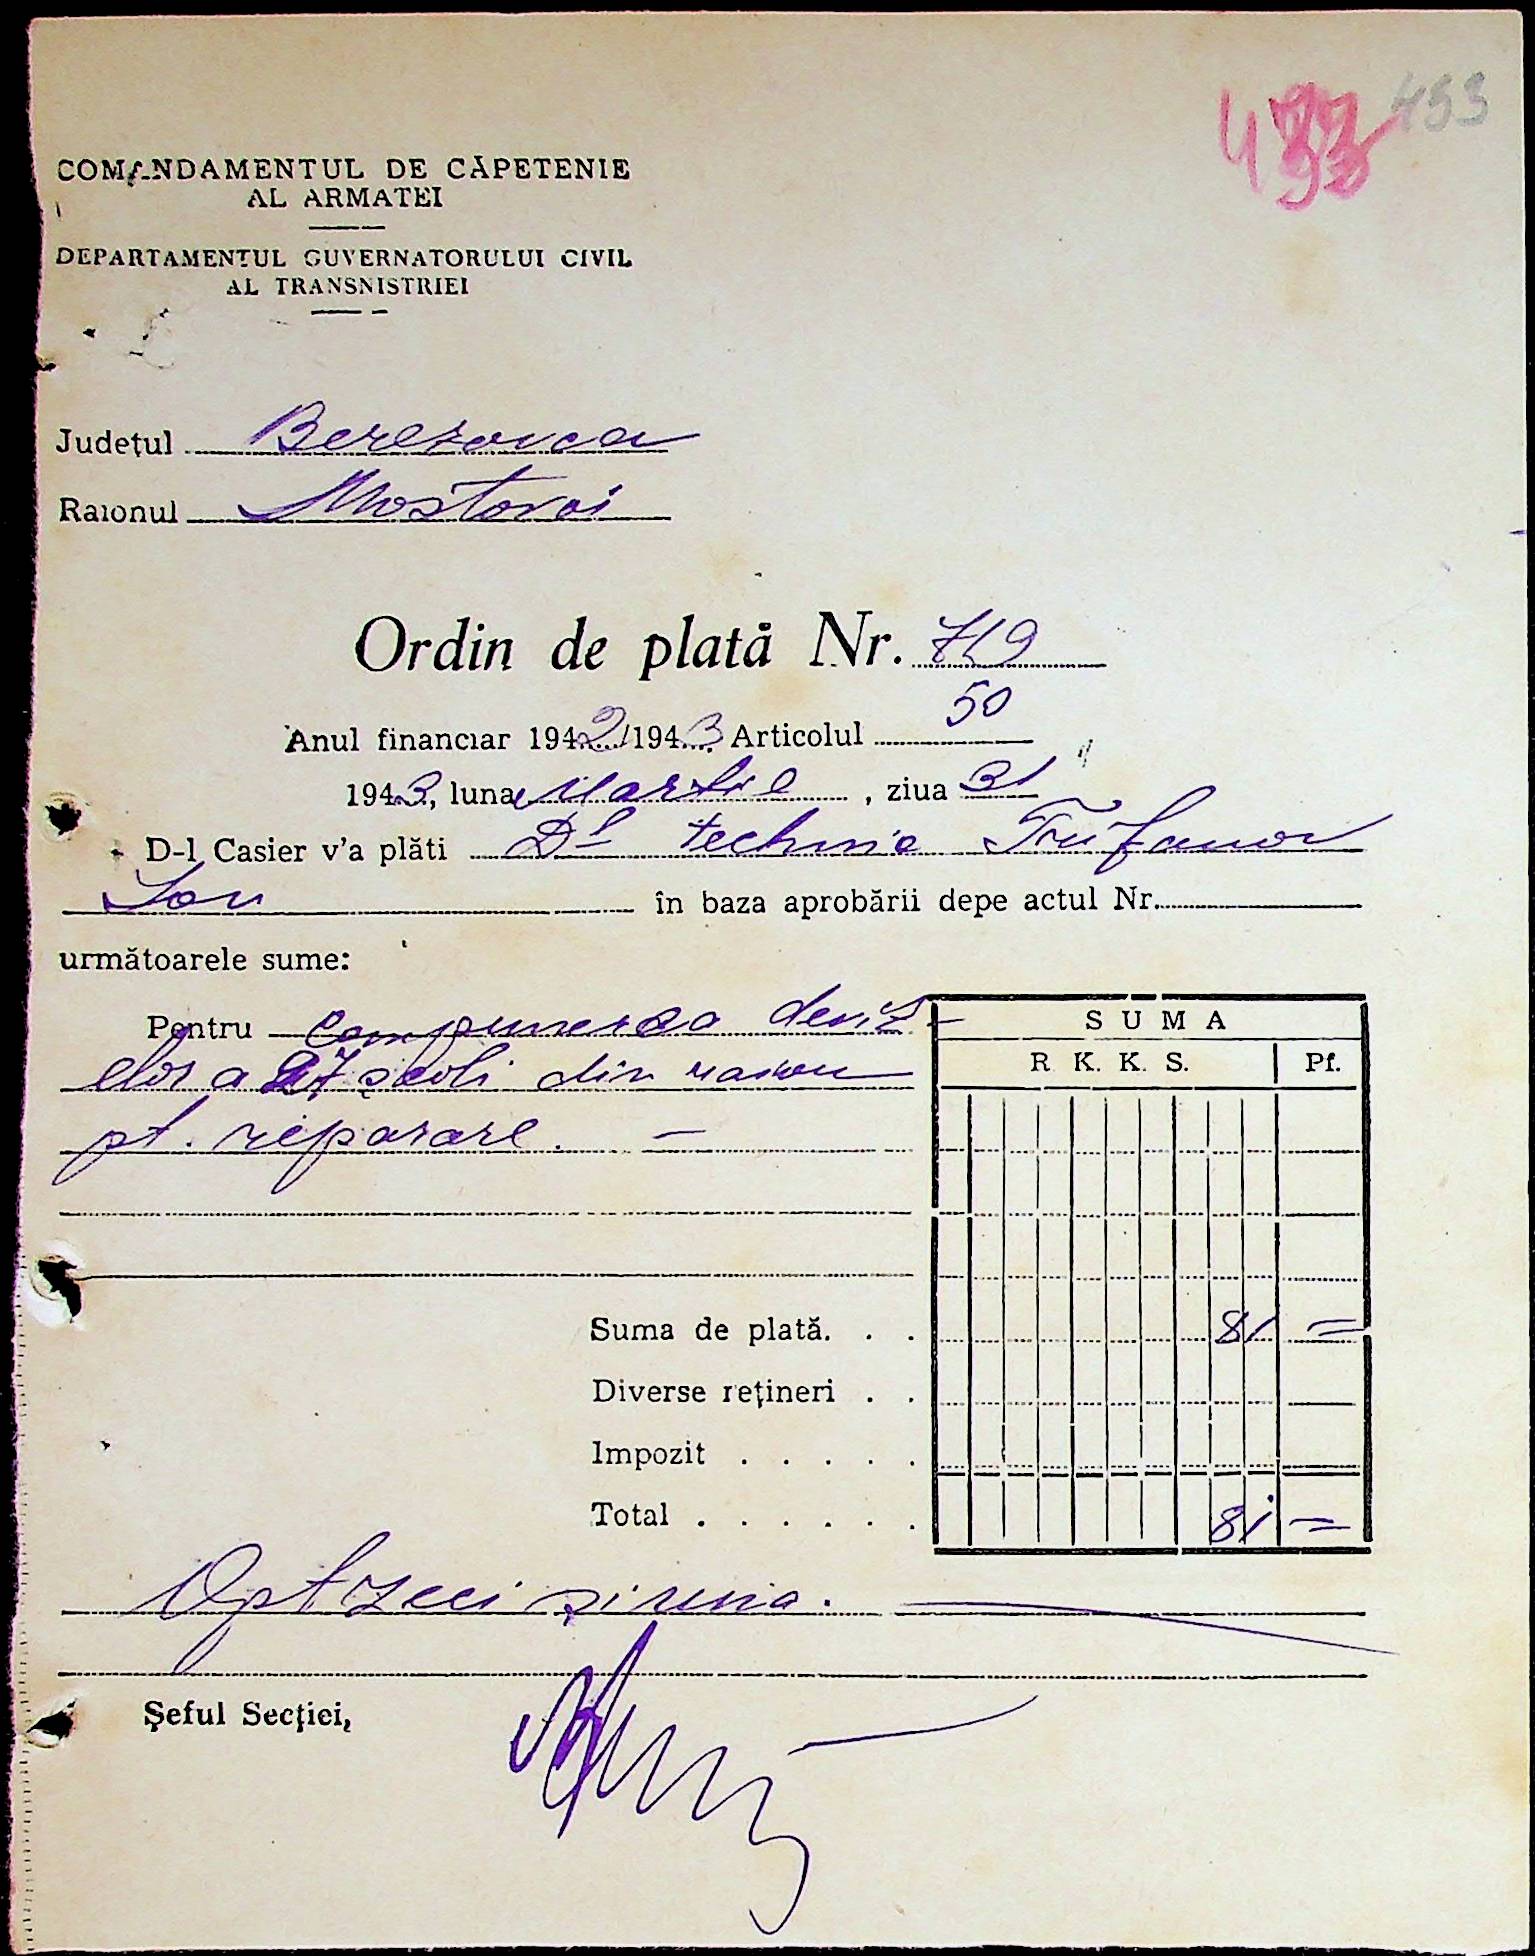 453
COMANDAMENTUL DE CĂPETENIE
AL ARMATEI
DEPARTAMENTUL GUVERNATORULUI CIVIL
AL TRANSNISTRIEI
Județul Berezovca
Raionul Mostovoi
Ordin de plată Nr. 719
Anul financiar 1942/1943 Articolul 50
1943, luna Martie, ziua 31
D-l Casier v'a plăti Dl technic Trufanov
Ion în baza aprobării depe actul Nr.
următoarele sume:
Pentru compunerea deviz-
elor a 27 școli din raion
pt. reparare. —
SUMA
R K. K. S. Pf.
Suma de plată. . . 81 =
Diverse rețineri . .
Impozit . . . . .
Total . . . . . . 81 =
Optzeci și una.
Șeful Secției,